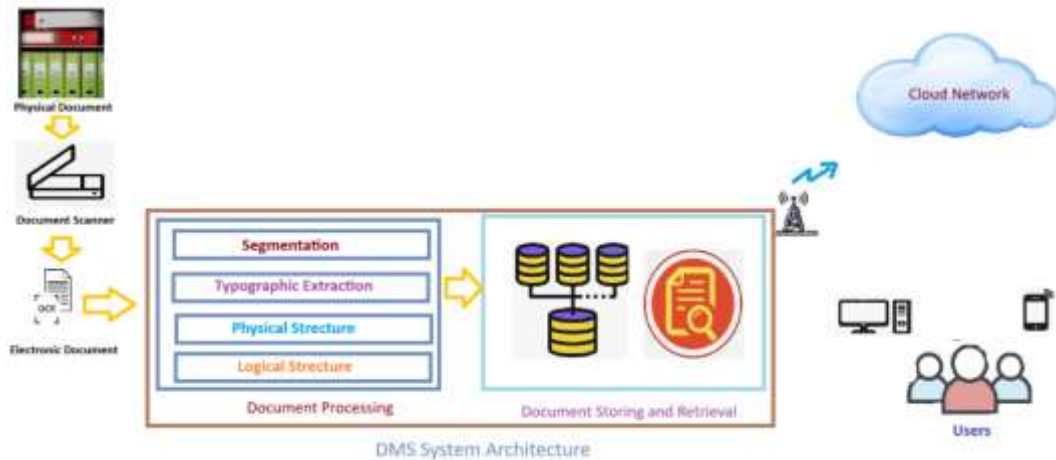 Physical Document
Document Scanner
OCR
Electronic Document
Segmentation
Typographic Extraction
Physical Strecture
Logical Strecture
Document Processing
Document Storing and Retrieval
DMS System Architecture
Cloud Network
Users